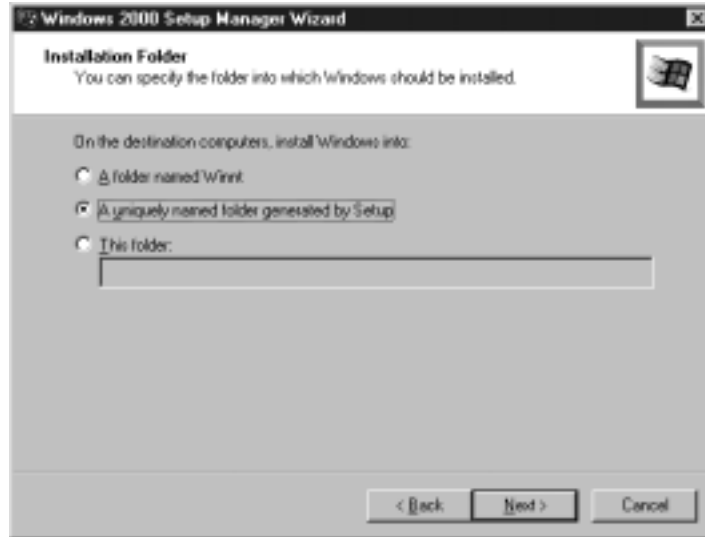 Windows 2000 Setup Manager Wizard
Installation Folder
You can specify the folder into which Windows should be installed.
On the destination computers, install Windows into:
A folder named Winnt
A uniquely named folder generated by Setup
This folder:
< Back Next > Cancel